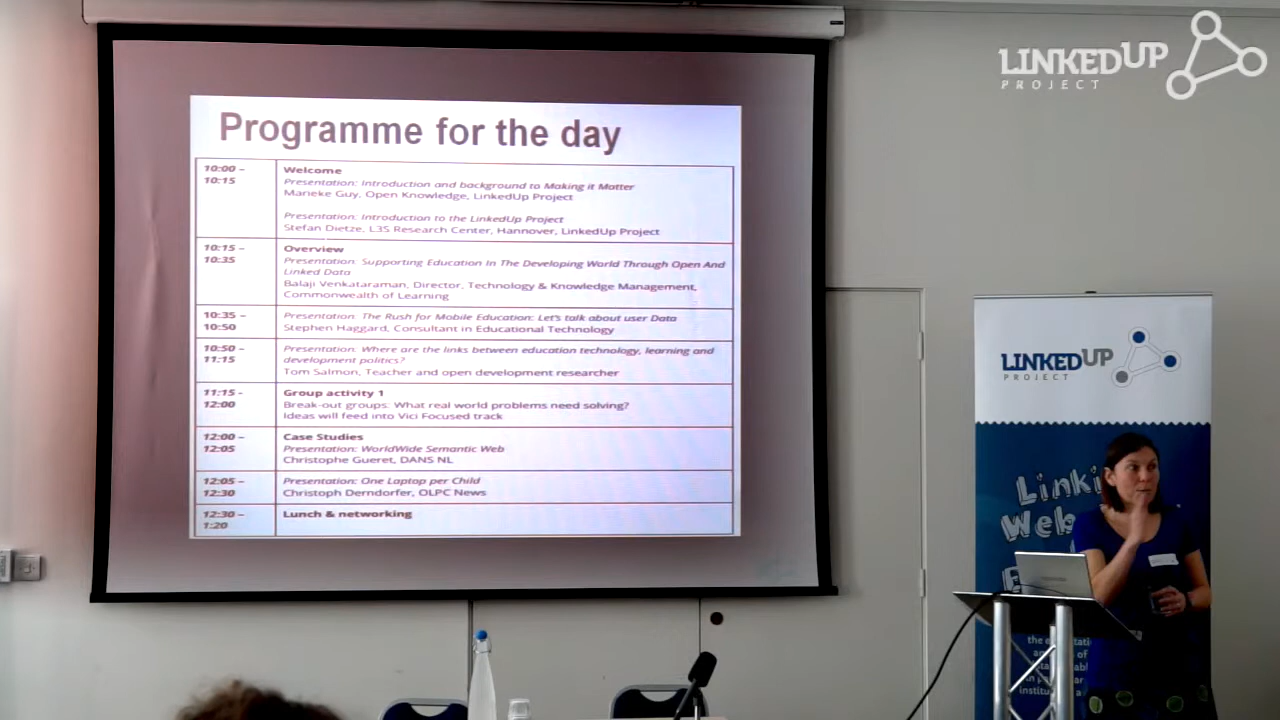 LINKEDUP
PROJECT
Programme for the day
10:00 –
10:15
Welcome
Presentation: Introduction and background to Making it Matter
Marieke Guy, Open Knowledge, LinkedUp Project
Presentation: Introduction to the LinkedUp Project
Stefan Dietze, L3S Research Center, Hannover, LinkedUp Project
10:15 –
10:35
Overview
Presentation: Supporting Education In The Developing World Through Open And
Linked Data
Balaji Venkataraman, Director, Technology & Knowledge Management,
Commonwealth of Learning
10:35 –
10:50
Presentation: The Rush for Mobile Education: Let's talk about user Data
Stephen Haggard, Consultant in Educational Technology
10:50 –
11:15
Presentation: Where are the links between education technology, learning and
development politics?
Tom Salmon, Teacher and open development researcher
11:15 -
12:00
Group activity 1
Break-out groups: What real world problems need solving?
Ideas will feed into Vici Focused track
12:00 –
12:05
Case Studies
Presentation: WorldWide Semantic Web
Christophe Gueret, DANS NL
12:05 –
12:30
Presentation: One Laptop per Child
Christoph Derndorfer, OLPC News
12:30 –
1:20
Lunch & networking
LINKEDUP
PROJECT
Linki
Web
the
of